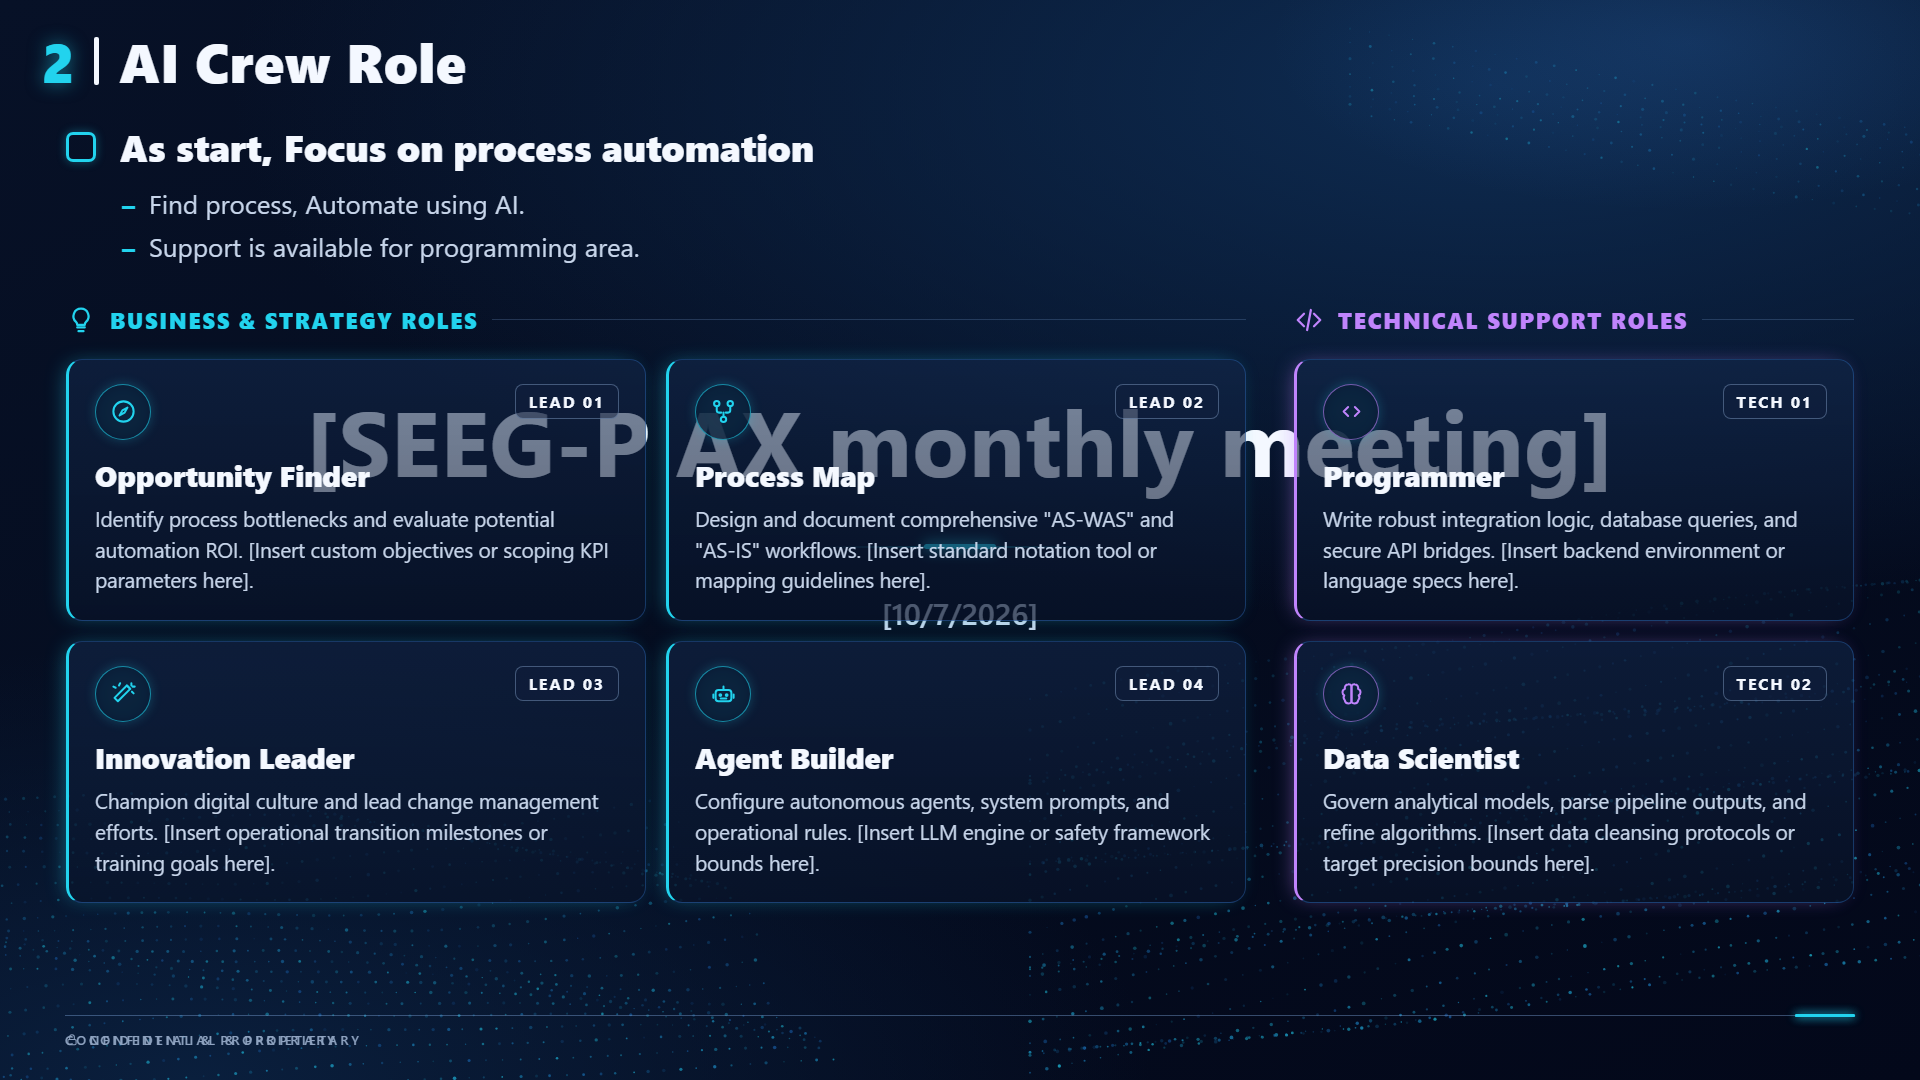 2 | AI Crew Role
As start, Focus on process automation
– Find process, Automate using AI.
– Support is available for programming area.
BUSINESS & STRATEGY ROLES
TECHNICAL SUPPORT ROLES
[SEEG-P AX monthly meeting]
[10/7/2026]
LEAD 01
Opportunity Finder
Identify process bottlenecks and evaluate potential
automation ROI. [Insert custom objectives or scoping KPI
parameters here].
LEAD 02
Process Map
Design and document comprehensive "AS-WAS" and
"AS-IS" workflows. [Insert standard notation tool or
mapping guidelines here].
TECH 01
Programmer
Write robust integration logic, database queries, and
secure API bridges. [Insert backend environment or
language specs here].
LEAD 03
Innovation Leader
Champion digital culture and lead change management
efforts. [Insert operational transition milestones or
training goals here].
LEAD 04
Agent Builder
Configure autonomous agents, system prompts, and
operational rules. [Insert LLM engine or safety framework
bounds here].
TECH 02
Data Scientist
Govern analytical models, parse pipeline outputs, and
refine algorithms. [Insert data cleansing protocols or
target precision bounds here].
CONFIDENTIAL & PROPRIETARY